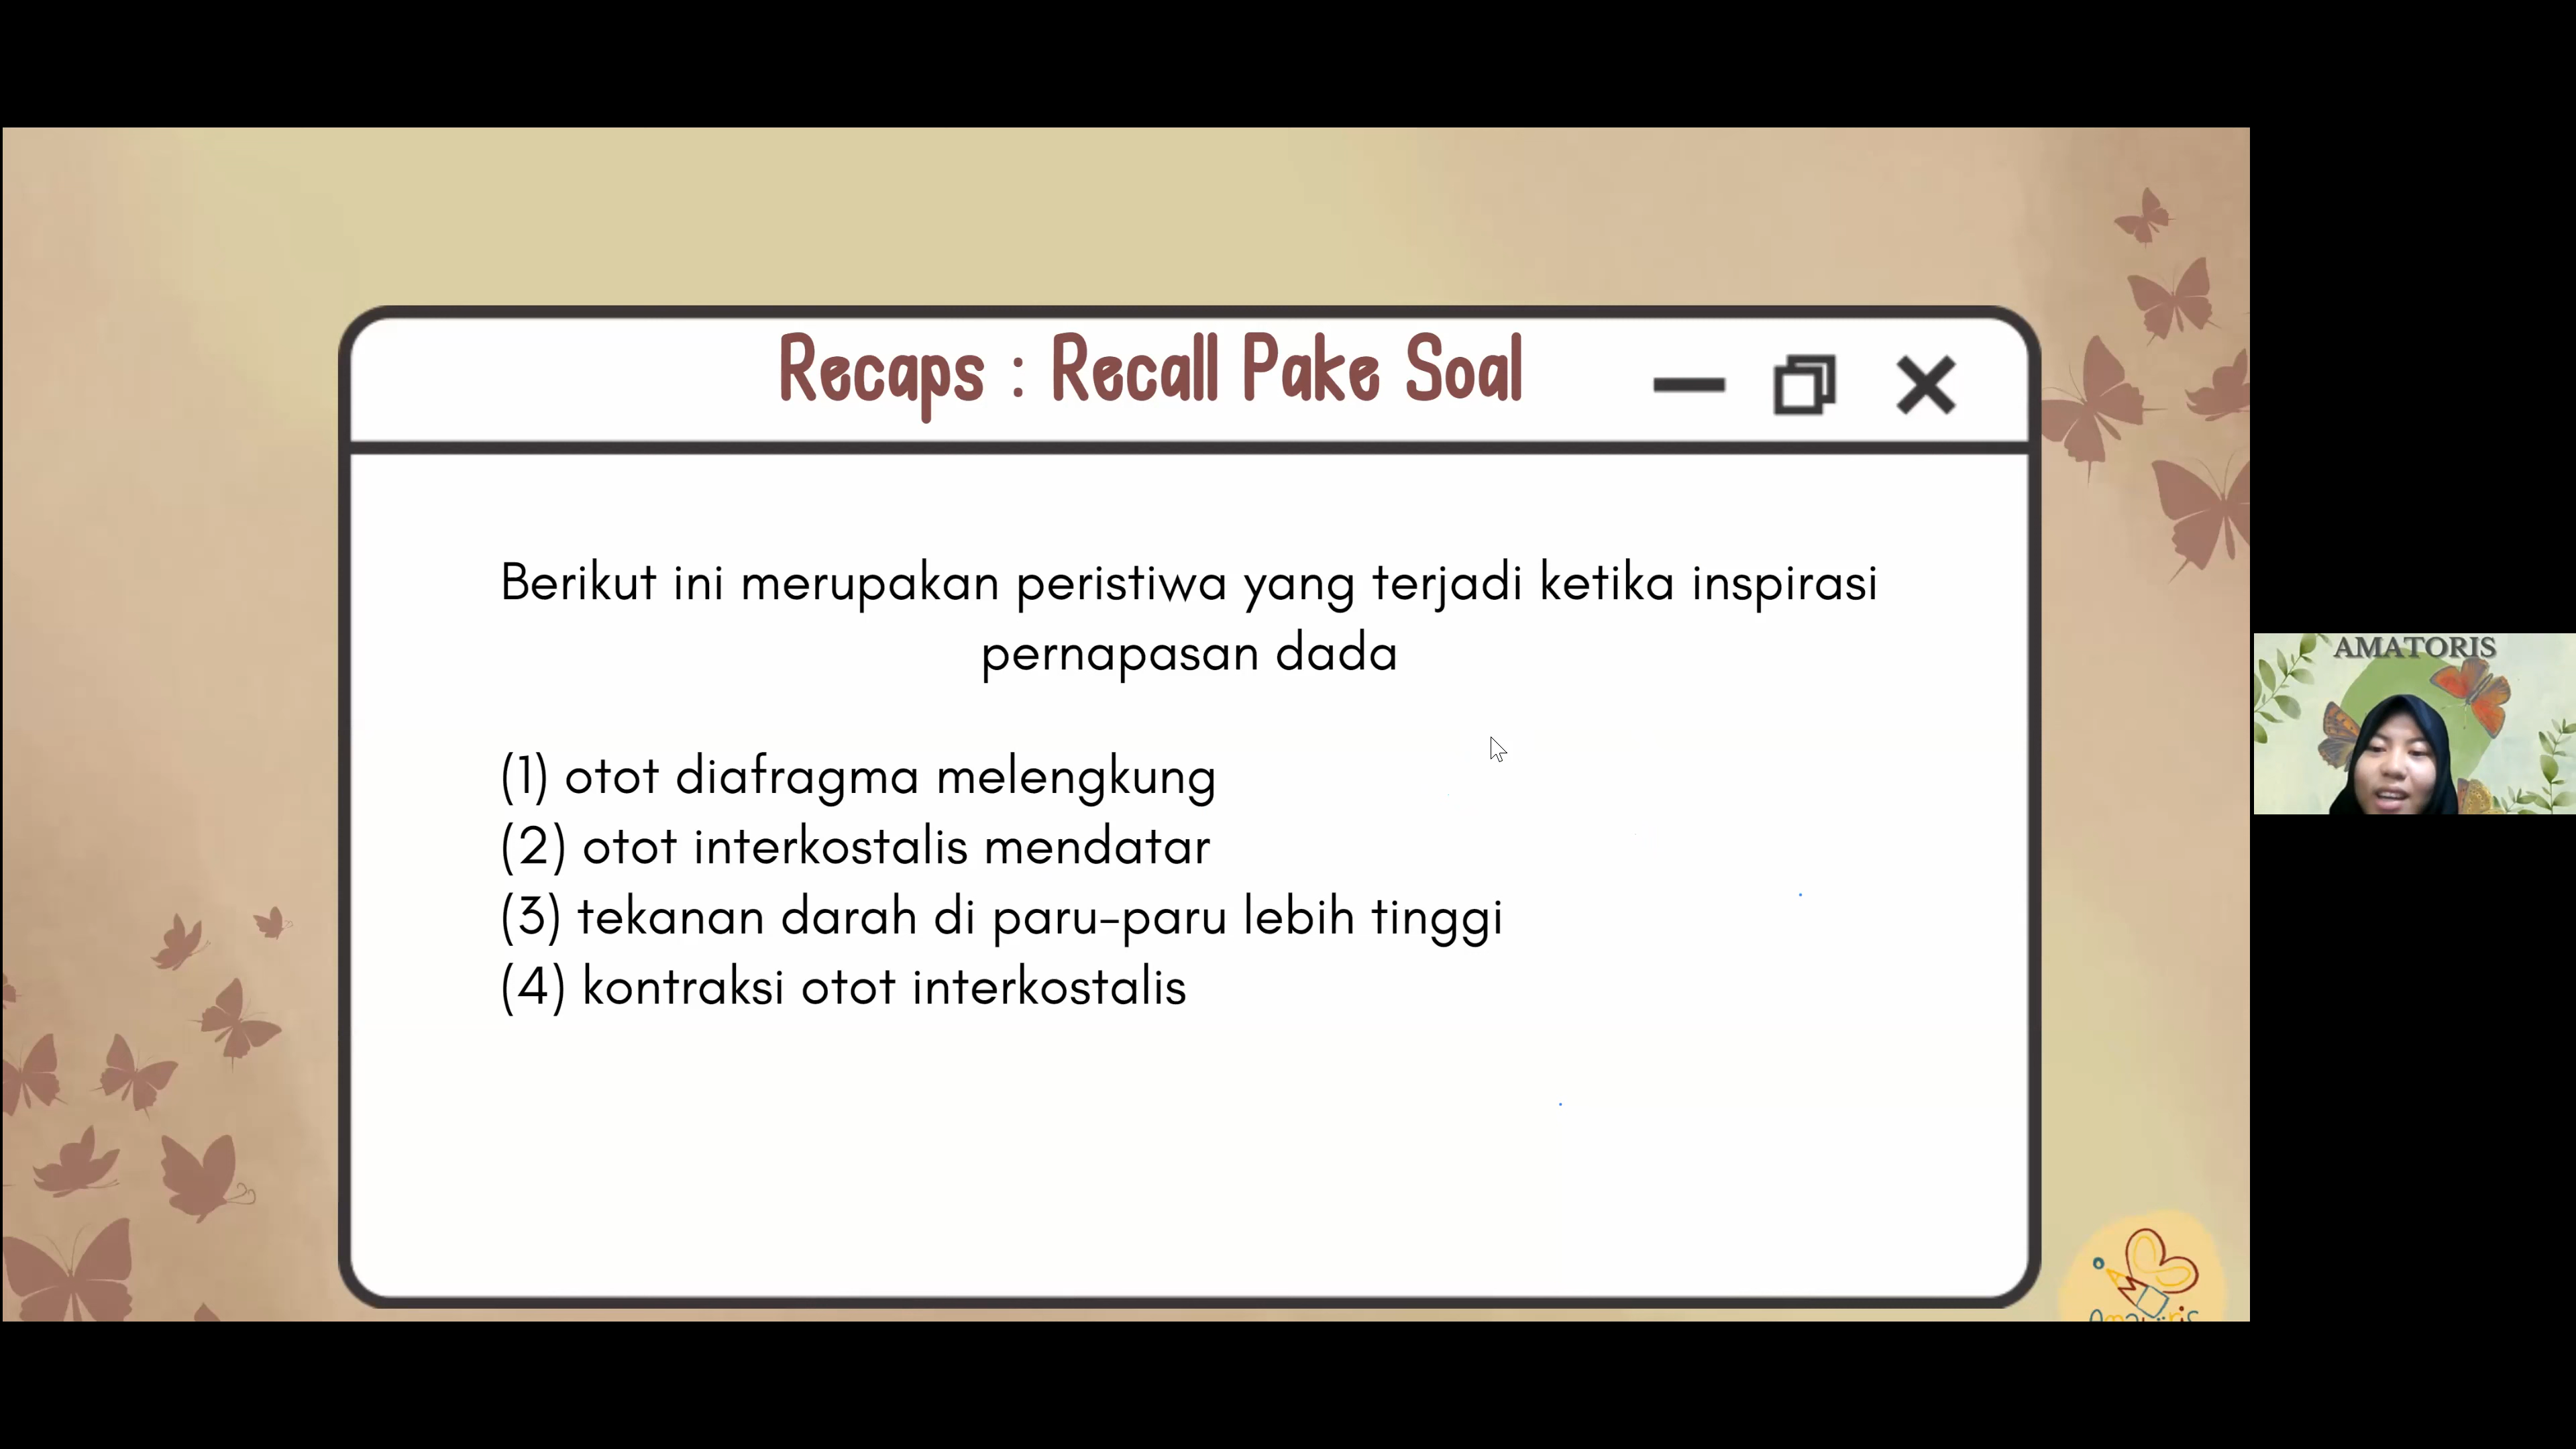 Recaps : Recall Pake Soal
Berikut ini merupakan peristiwa yang terjadi ketika inspirasi
pernapasan dada
(1) otot diafragma melengkung
(2) otot interkostalis mendatar
(3) tekanan darah di paru-paru lebih tinggi
(4) kontraksi otot interkostalis
AMATORIS